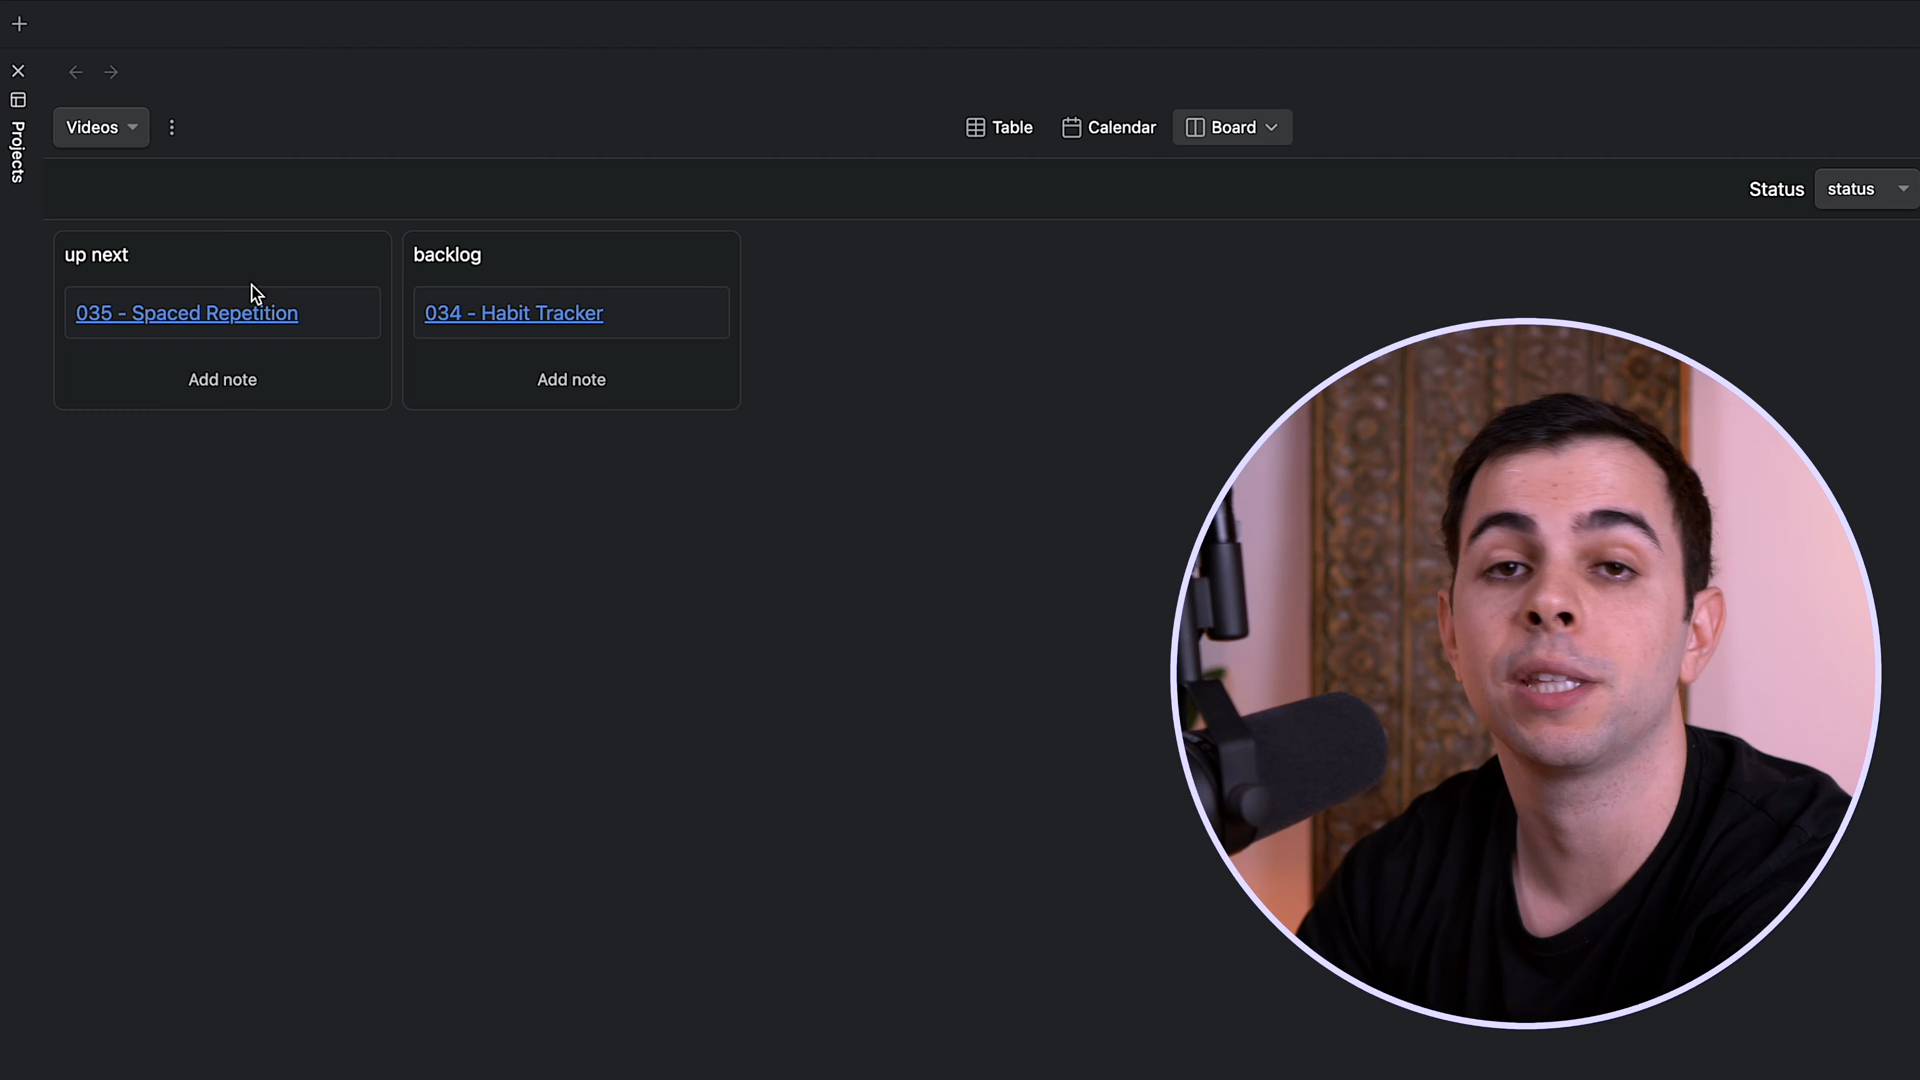 Projects
Videos
Table
Calendar
Board
Status
status
up next
035 - Spaced Repetition
Add note
backlog
034 - Habit Tracker
Add note